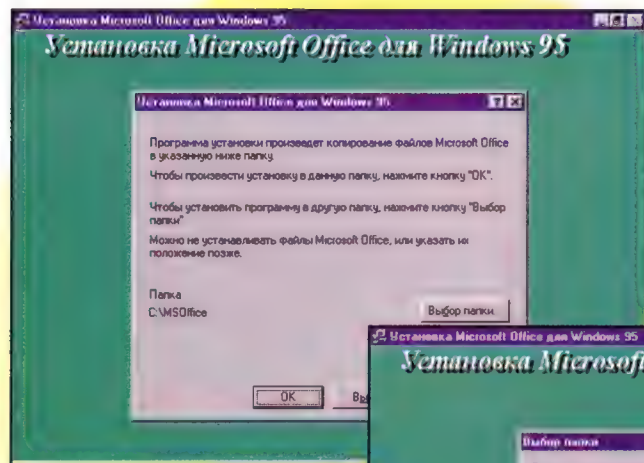 Установка Microsoft Office для Windows 95
Установка Microsoft Office для Windows 95
Установка Microsoft Office для Windows 95
Программа установки произведет копирование файлов Microsoft Office
в указанную ниже папку.
Чтобы произвести установку в данную папку, нажмите кнопку "OK".
Чтобы установить программу в другую папку, нажмите кнопку "Выбор
папки"
Можно не устанавливать файлы Microsoft Office, или указать их
положение позже.
Папка
C:\MSOffice
Выбор папки
OK
Установка Microsoft Office для Windows 95
Установка Microsoft
Выбор папки